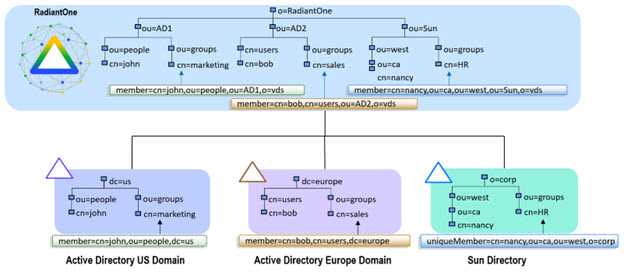 RadiantOne
o=RadiantOne
ou=AD1 ou=AD2 ou=Sun
ou=people ou=groups cn=users ou=groups ou=west ou=groups
cn=john cn=marketing cn=bob cn=sales ou=ca cn=HR
cn=nancy
member=cn=john,ou=people,ou=AD1,o=vds member=cn=nancy,ou=ca,ou=west,ou=Sun,o=vds
member=cn=bob,cn=users,ou=AD2,o=vds
dc=us dc=europe o=corp
ou=people ou=groups cn=users ou=groups ou=west ou=groups
cn=john cn=marketing cn=bob cn=sales ou=ca cn=HR
cn=nancy
member=cn=john,ou=people,dc=us member=cn=bob,cn=users,dc=europe uniqueMember=cn=nancy,ou=ca,ou=west,o=corp
Active Directory US Domain Active Directory Europe Domain Sun Directory